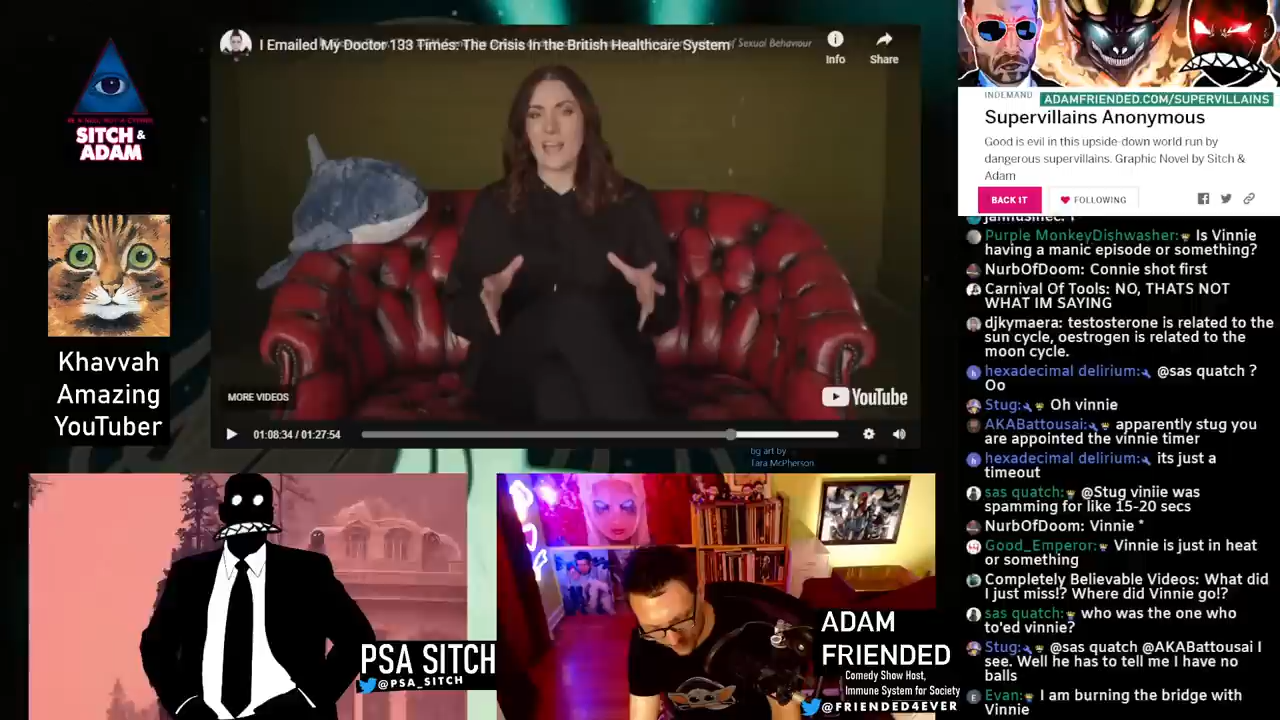 I Emailed My Doctor 133 Times: The Crisis In the British Healthcare System
of Sexual Behaviour
Info
Share
MORE VIDEOS
YouTube
01:08:34 / 01:27:54
bg art by
Tara McPherson
SITCH &
ADAM
Khavvah
Amazing
YouTuber
PSA SITCH
@PSA_SITCH
ADAM
FRIENDED
Comedy Show Host,
Immune System for Society
@FRIENDED4EVER
INDEMAND
ADAMFRIENDED.COM/SUPERVILLAINS
Supervillains Anonymous
Good is evil in this upside-down world run by
dangerous supervillains. Graphic Novel by Sitch &
Adam
BACK IT
FOLLOWING
Purple MonkeyDishwasher: Is Vinnie
having a manic episode or something?
NurbOfDoom: Connie shot first
Carnival Of Tools: NO, THATS NOT
WHAT IM SAYING
djkymaera: testosterone is related to the
sun cycle, oestrogen is related to the
moon cycle.
hexadecimal delirium: @sas quatch ?
Oo
Stug: Oh vinnie
AKABattousai: apparently stug you
are appointed the vinnie timer
hexadecimal delirium: its just a
timeout
sas quatch: @Stug viniie was
spamming for like 15-20 secs
NurbOfDoom: Vinnie *
Good_Emperor: Vinnie is just in heat
or something
Completely Believable Videos: What did
I just miss!? Where did Vinnie go!?
sas quatch: who was the one who
to'ed vinnie?
Stug: @sas quatch @AKABattousai I
see. Well he has to tell me I have no
balls
Evan: I am burning the bridge with
Vinnie